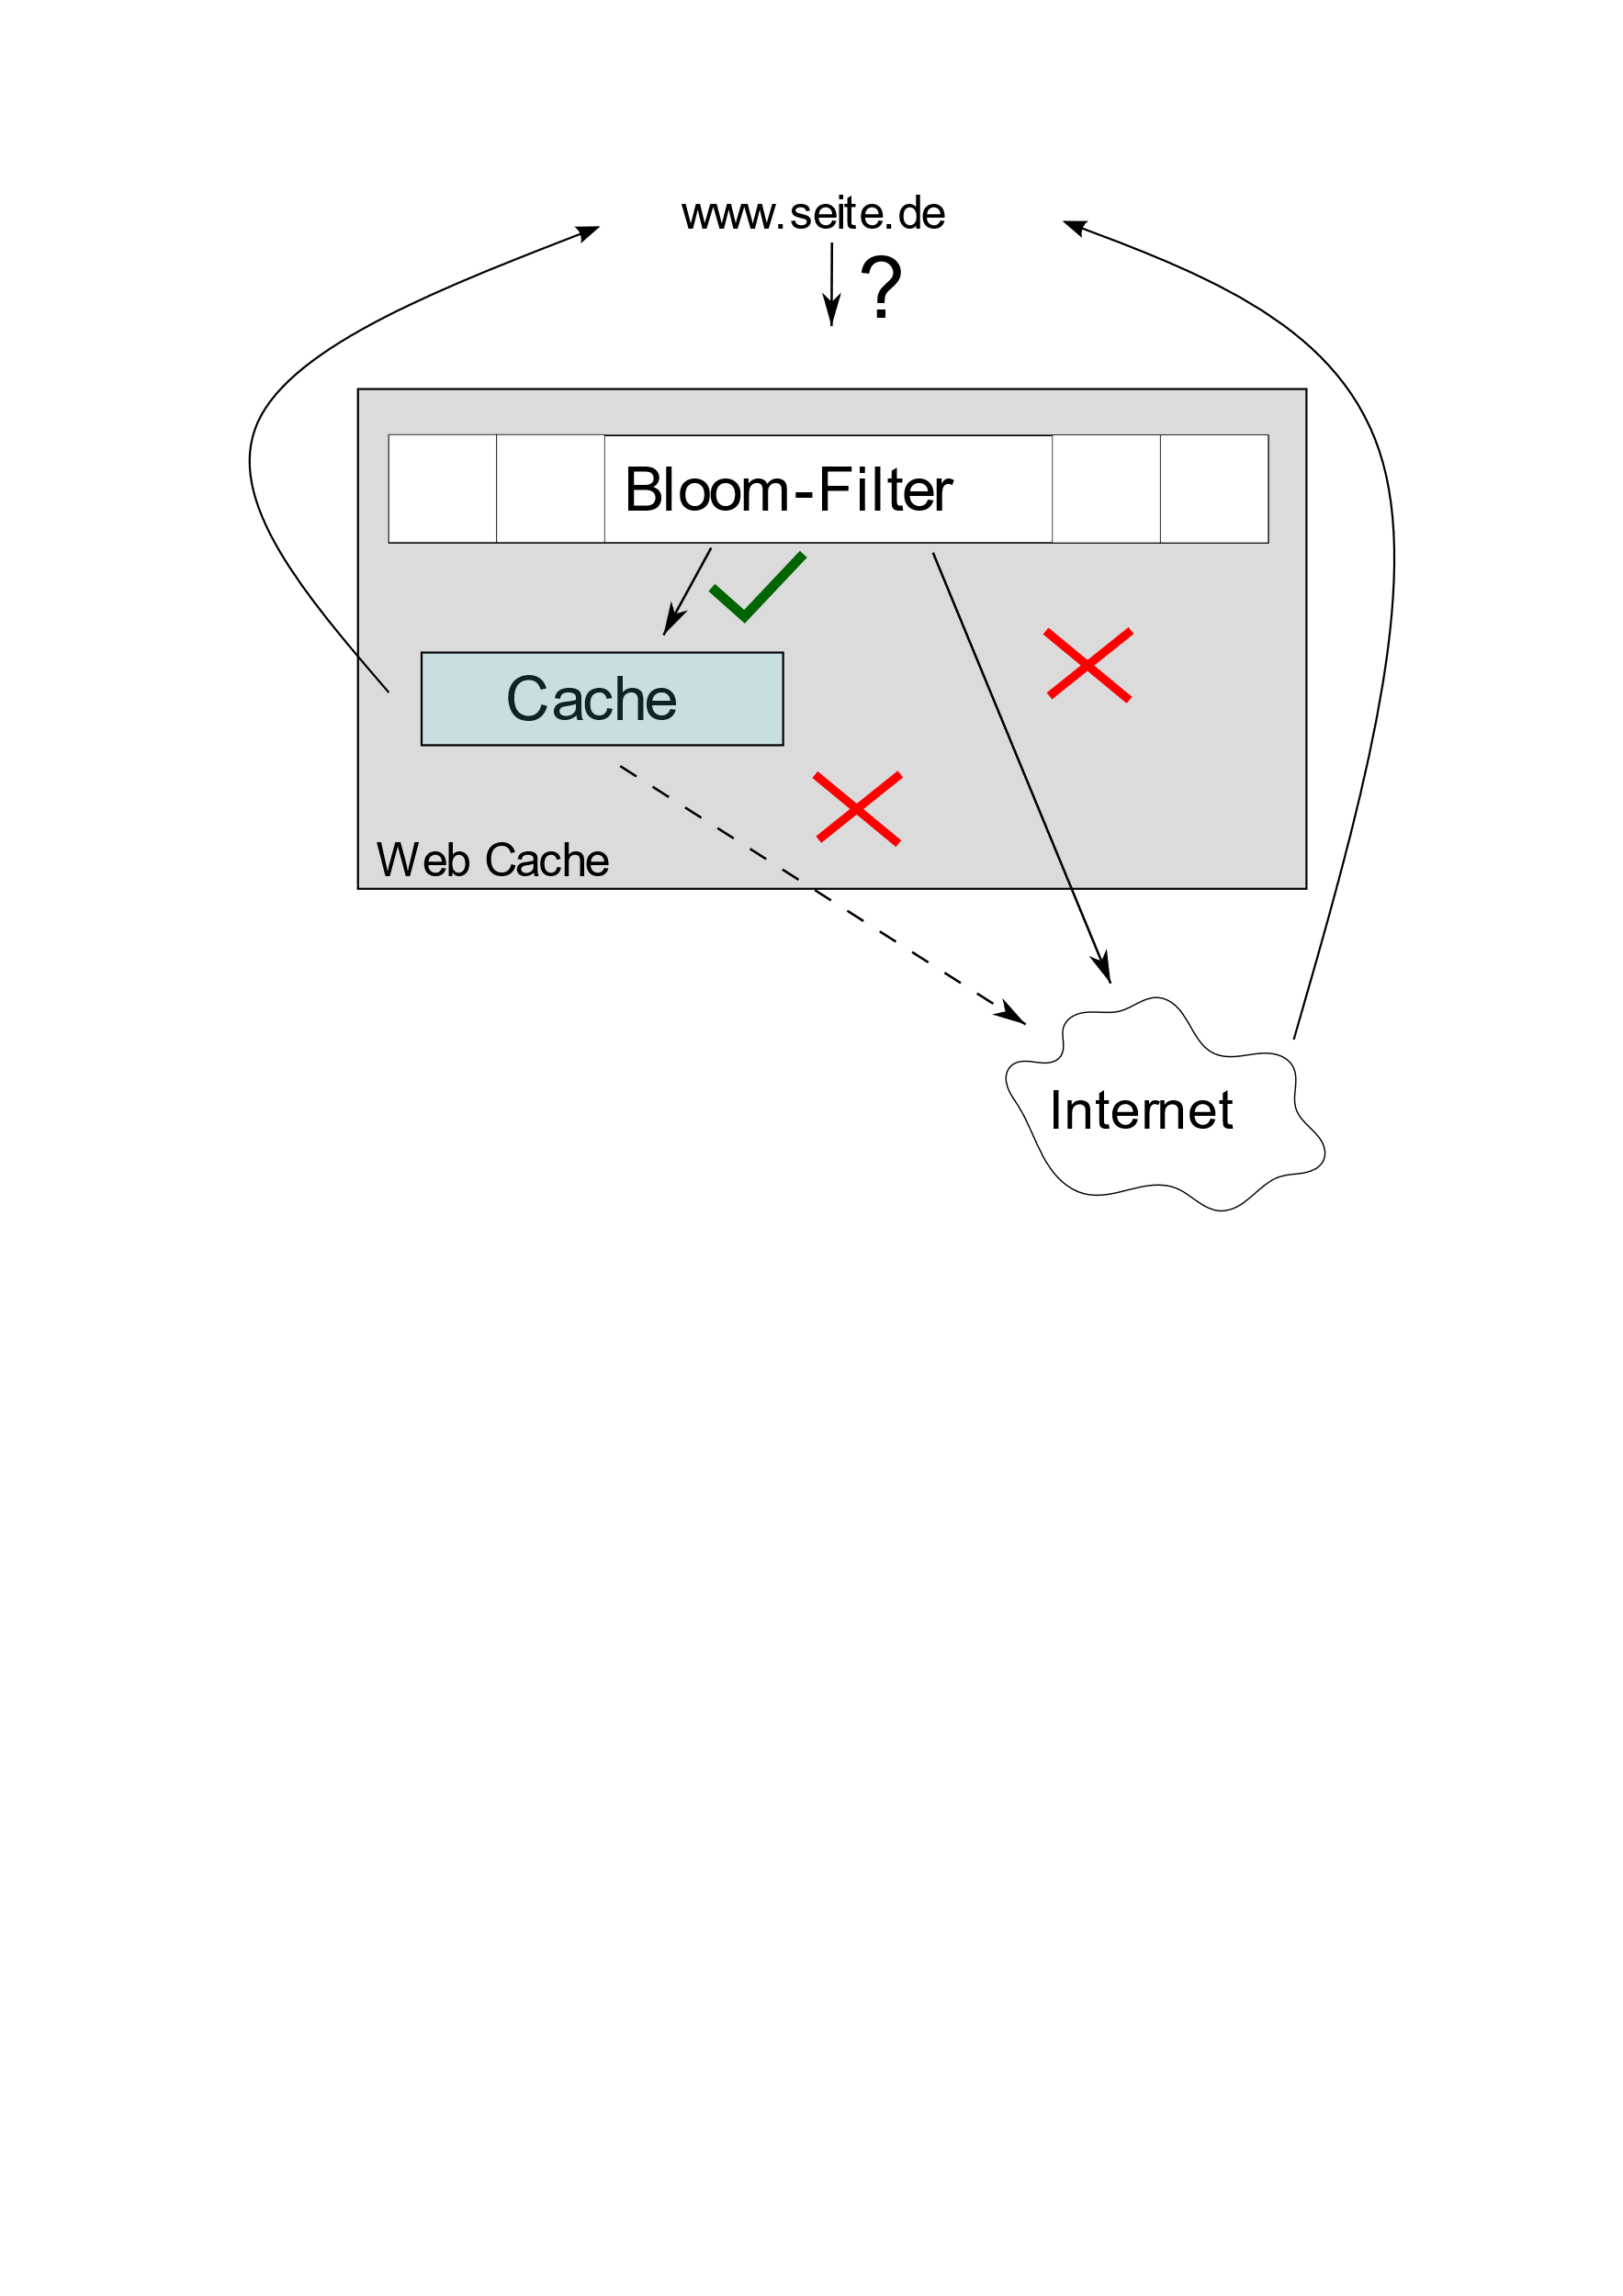 www.seite.de
?
Bloom-Filter
Cache
Web Cache
Internet